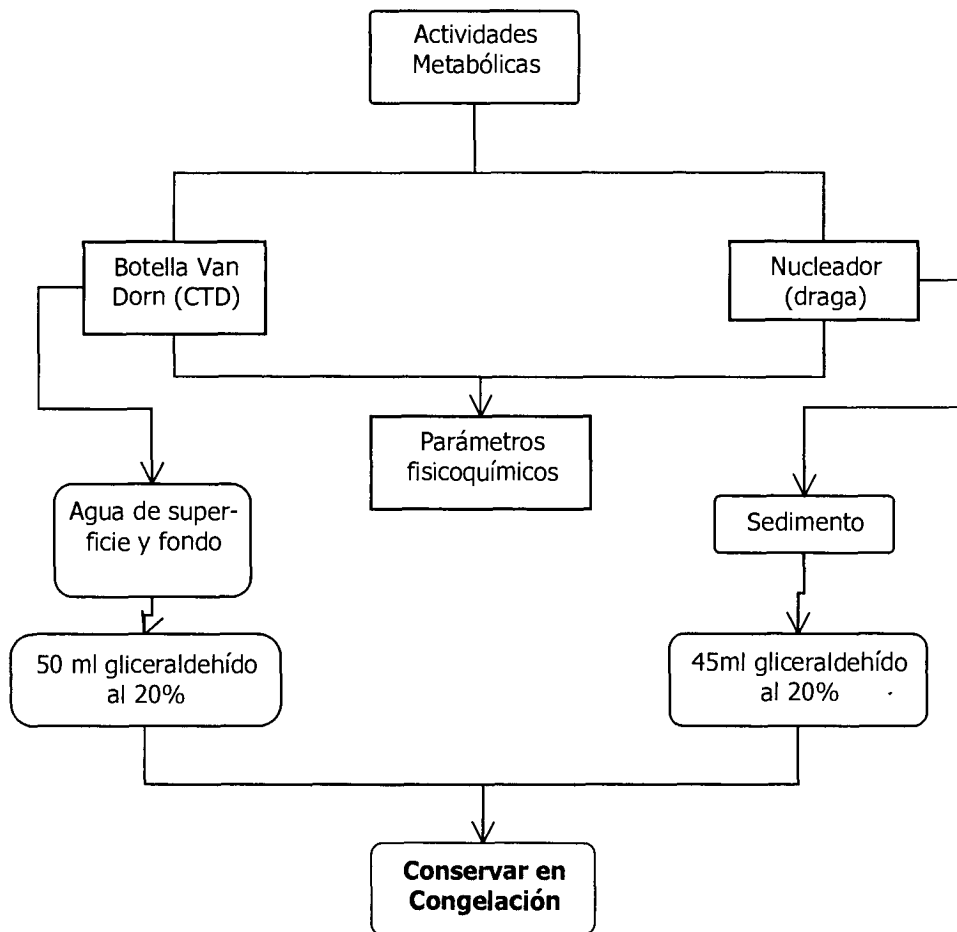 Actividades
Metabólicas
Botella Van
Dorn (CTD)
Nucleador
(draga)
Parámetros
fisicoquímicos
Agua de super-
ficie y fondo
Sedimento
50 ml gliceraldehído
al 20%
45ml gliceraldehído
al 20%
Conservar en
Congelación